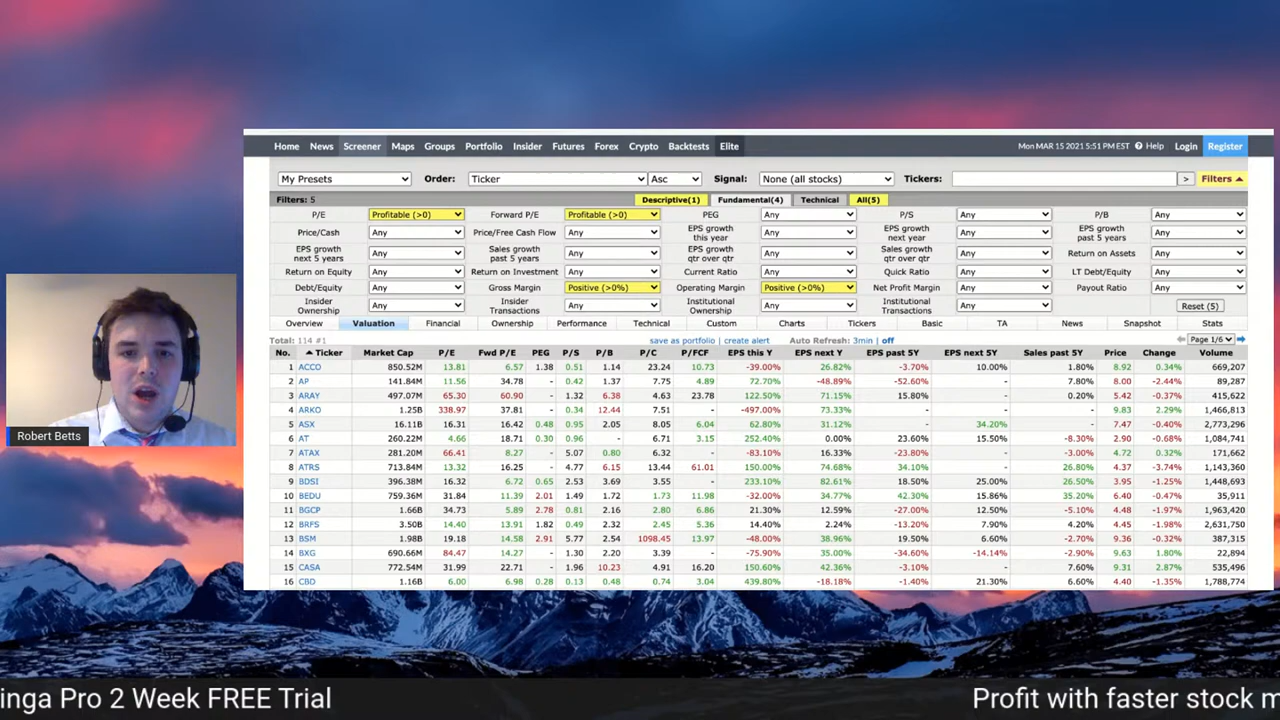 Home News Screener Maps Groups Portfolio Insider Futures Forex Crypto Backtests Elite Mon MAR 15 2021 5:51 PM EST Help Login Register
My Presets Order: Ticker Asc Signal: None (all stocks) Tickers: > Filters
Filters: 5 Descriptive(1) Fundamental(4) Technical All(5)
P/E Profitable (>0) Forward P/E Profitable (>0) PEG Any P/S Any P/B Any
Price/Cash Any Price/Free Cash Flow Any EPS growth this year Any EPS growth next year Any EPS growth past 5 years Any
EPS growth next 5 years Any Sales growth past 5 years Any EPS growth qtr over qtr Any Sales growth qtr over qtr Any Return on Assets Any
Return on Equity Any Return on Investment Any Current Ratio Any Quick Ratio Any LT Debt/Equity Any
Debt/Equity Any Gross Margin Positive (>0%) Operating Margin Positive (>0%) Net Profit Margin Any Payout Ratio Any
Insider Ownership Any Insider Transactions Any Institutional Ownership Any Institutional Transactions Any Reset (5)
Overview Valuation Financial Ownership Performance Technical Custom Charts Tickers Basic TA News Snapshot Stats
Total: 114 #1 save as portfolio | create alert Auto Refresh: 3min | off Page 1/6
No. Ticker Market Cap P/E Fwd P/E PEG P/S P/B P/C P/FCF EPS this Y EPS next Y EPS past 5Y EPS next 5Y Sales past 5Y Price Change Volume
1 ACCO 850.52M 13.81 6.57 1.38 0.51 1.14 23.24 10.73 -39.00% 26.82% -3.70% 10.00% 1.80% 8.92 0.34% 669,207
2 AP 141.84M 11.56 34.78 - 0.42 1.37 7.75 4.89 72.70% -48.89% -52.60% - 7.80% 8.00 -2.44% 89,287
3 ARAY 497.07M 65.30 60.90 - 1.32 6.38 4.63 23.78 122.50% 71.15% 15.80% - 0.20% 5.42 -0.37% 415,622
4 ARKO 1.25B 338.97 37.81 - 0.34 12.44 7.51 - -497.00% 73.33% - - - 9.83 2.29% 1,466,813
5 ASX 16.11B 16.31 16.42 0.48 0.95 2.05 8.05 6.04 62.80% 31.12% - 34.20% - 7.47 -0.40% 2,773,296
6 AT 260.22M 4.66 18.71 0.30 0.96 - 6.71 3.15 252.40% 0.00% 23.60% 15.50% -8.30% 2.90 -0.68% 1,084,741
7 ATAX 281.20M 66.41 8.27 - 5.07 0.80 6.32 - -83.10% 16.33% -23.80% - -3.00% 4.72 0.32% 171,662
8 ATRS 713.84M 13.32 16.25 - 4.77 6.15 13.44 61.01 150.00% 74.68% 34.10% - 26.80% 4.37 -3.74% 1,143,360
9 BDSI 396.38M 16.32 6.72 0.65 2.53 3.69 3.55 - 233.10% 82.61% 18.50% 25.00% 26.50% 3.95 -1.25% 1,448,693
10 BEDU 759.36M 31.84 11.39 2.01 1.49 1.72 1.73 11.98 -32.00% 34.77% 42.30% 15.86% 35.20% 6.40 -0.47% 35,911
11 BGCP 1.66B 34.73 5.89 2.78 0.81 2.16 2.80 6.86 21.30% 12.59% -27.00% 12.50% -5.10% 4.48 -1.97% 1,963,420
12 BRFS 3.50B 14.40 13.91 1.82 0.49 2.32 2.45 5.36 14.40% 2.24% -13.20% 7.90% 4.20% 4.45 -1.98% 2,631,750
13 BSM 1.98B 19.18 14.58 2.91 5.77 2.54 1098.45 13.97 -48.00% 38.96% 19.50% 6.60% -2.70% 9.36 -0.32% 387,315
14 BXG 690.66M 84.47 14.27 - 1.30 2.20 3.39 - -75.90% 35.00% -34.60% -14.14% -2.90% 9.63 1.80% 22,894
15 CASA 772.54M 31.99 22.71 - 1.96 10.23 4.91 16.20 150.60% 42.36% -3.10% - 7.60% 9.31 2.87% 535,496
16 CBD 1.16B 6.00 6.98 0.28 0.13 0.48 0.74 3.04 439.80% -18.18% -1.40% 21.30% 6.60% 4.40 -1.35% 1,788,774
Robert Betts
inga Pro 2 Week FREE Trial Profit with faster stock m